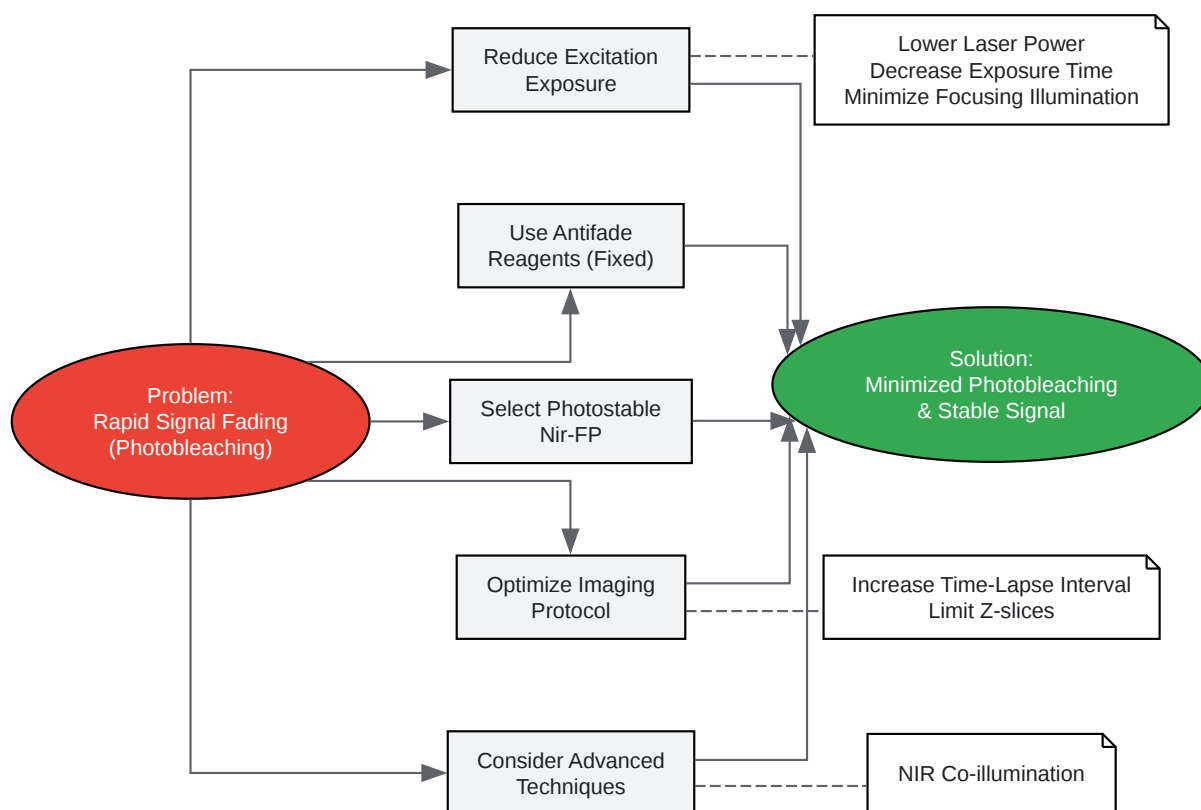 Reduce Excitation
Exposure
Lower Laser Power
Decrease Exposure Time
Minimize Focusing Illumination
Use Antifade
Reagents (Fixed)
Problem:
Rapid Signal Fading
(Photobleaching)
Select Photostable
Nir-FP
Solution:
Minimized Photobleaching
& Stable Signal
Optimize Imaging
Protocol
Increase Time-Lapse Interval
Limit Z-slices
Consider Advanced
Techniques
NIR Co-illumination